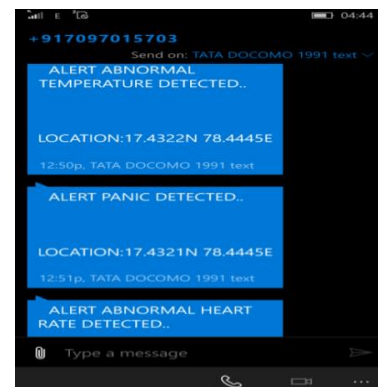 E
04:44
+917097015703
Send on: TATA DOCOMO 1991 text
ALERT ABNORMAL
TEMPERATURE DETECTED..
LOCATION:17.4322N 78.4445E
12:50p, TATA DOCOMO 1991 text
ALERT PANIC DETECTED..
LOCATION:17.4321N 78.4445E
12:51p, TATA DOCOMO 1991 text
ALERT ABNORMAL HEART
RATE DETECTED..
Type a message